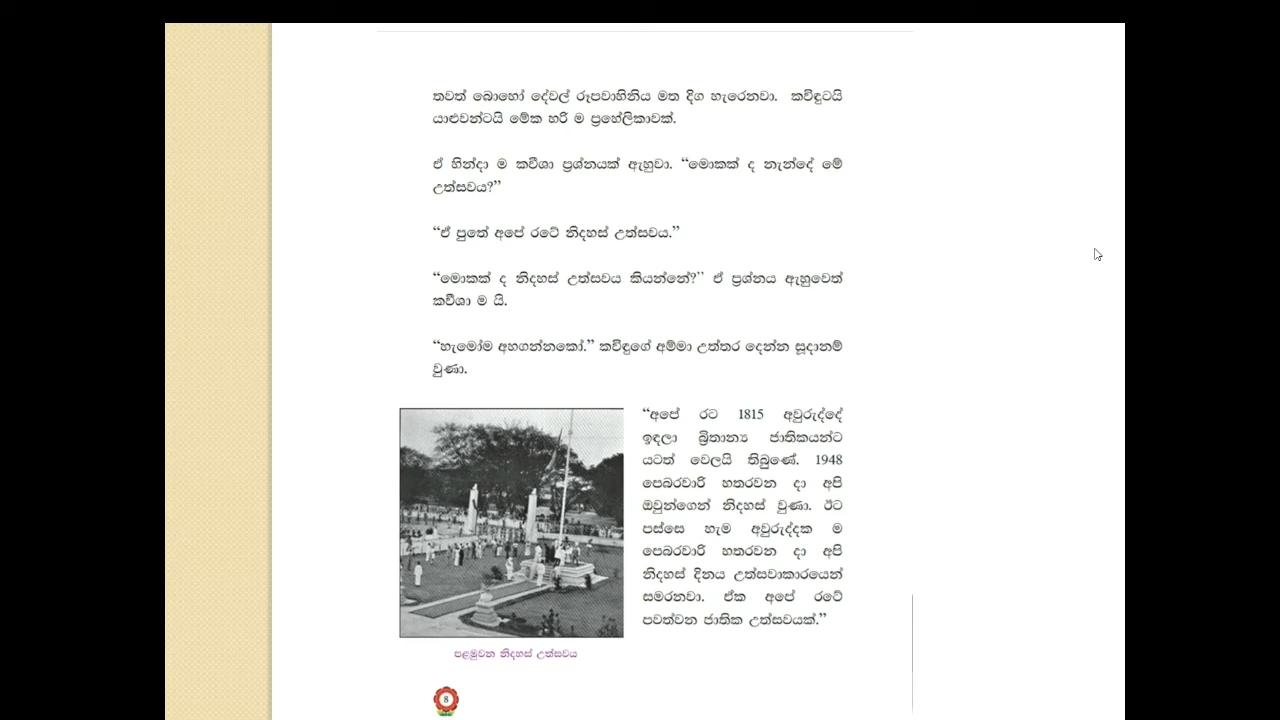 තවත් බොහෝ දේවල් රූපවාහිනිය මත දිග හැරෙනවා. කවිඳුටයි
යාළුවන්ටයි මේක හරි ම ප්‍රහේලිකාවක්.
ඒ හින්දා ම කවීශා ප්‍රශ්නයක් ඇහුවා. “මොකක් ද නැන්දේ මේ
උත්සවය?”
“ඒ පුතේ අපේ රටේ නිදහස් උත්සවය.”
“මොකක් ද නිදහස් උත්සවය කියන්නේ?’’ ඒ ප්‍රශ්නය ඇහුවෙත්
කවීශා ම යි.
“හැමෝම අහගන්නකෝ.” කවිඳුගේ අම්මා උත්තර දෙන්න සූදානම්
වුණා.
“අපේ රට 1815 අවුරුද්දේ
ඉඳලා බ්‍රිතාන්‍ය ජාතිකයන්ට
යටත් වෙලයි තිබුණේ. 1948
පෙබරවාරි හතරවන දා අපි
ඔවුන්ගෙන් නිදහස් වුණා. ඊට
පස්සෙ හැම අවුරුද්දක ම
පෙබරවාරි හතරවන දා අපි
නිදහස් දිනය උත්සවාකාරයෙන්
සමරනවා. ඒක අපේ රටේ
පවත්වන ජාතික උත්සවයක්.”
පළමුවන නිදහස් උත්සවය
8